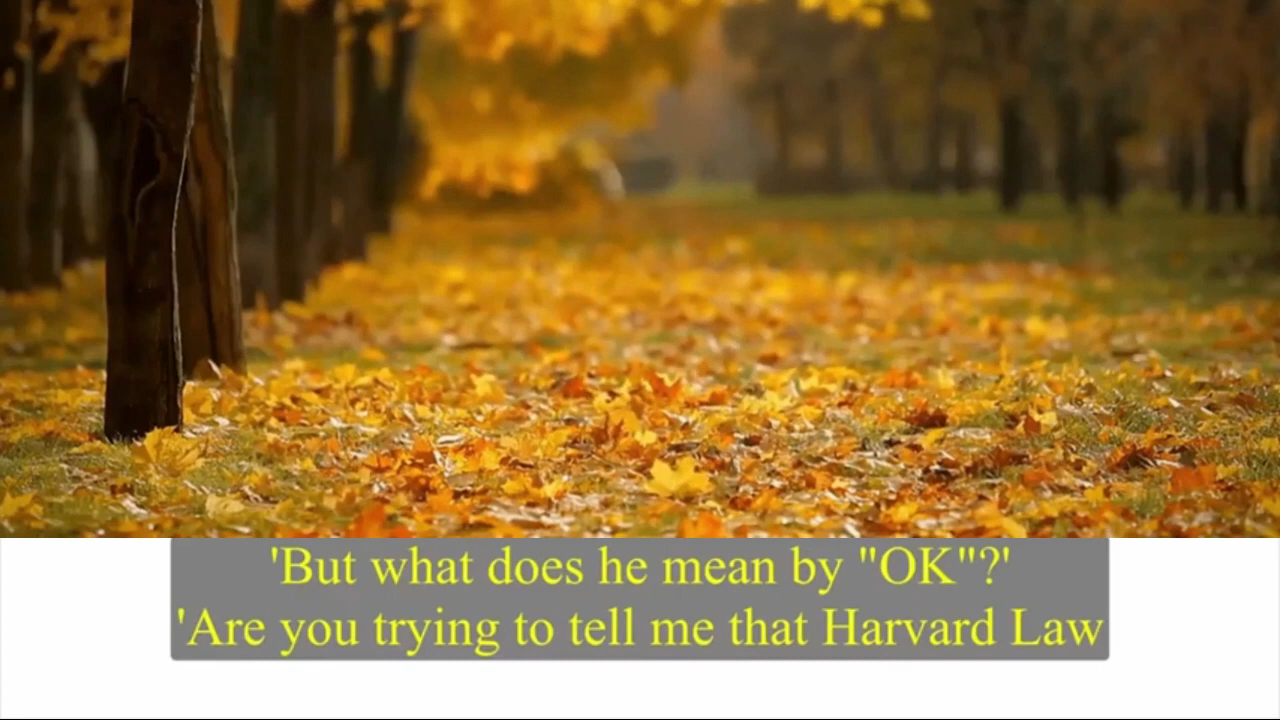 'But what does he mean by "OK"?'
'Are you trying to tell me that Harvard Law